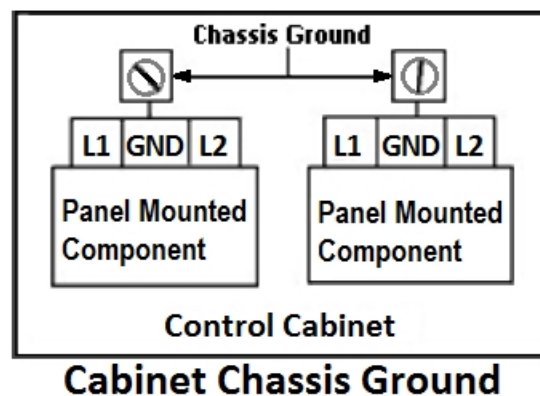 Chassis Ground
L1 GND L2 L1 GND L2
Panel Mounted
Component
Panel Mounted
Component
Control Cabinet
Cabinet Chassis Ground